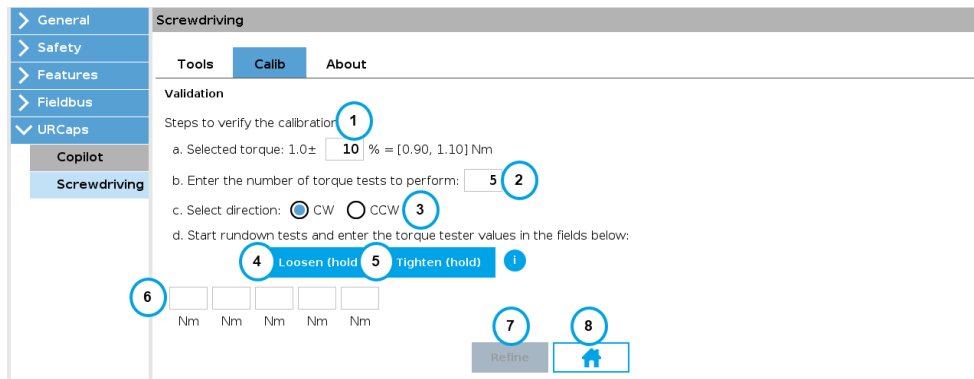 General
Safety
Features
Fieldbus
URCaps
Copilot
Screwdriving
Screwdriving
Tools Calib About
Validation
Steps to verify the calibration 1
a. Selected torque: 1.0± 10 % = [0.90, 1.10] Nm
b. Enter the number of torque tests to perform: 5 2
c. Select direction: CW CCW 3
d. Start rundown tests and enter the torque tester values in the fields below:
4 Loosen (hold 5 Tighten (hold) i
6
Nm Nm Nm Nm Nm
7 8
Refine